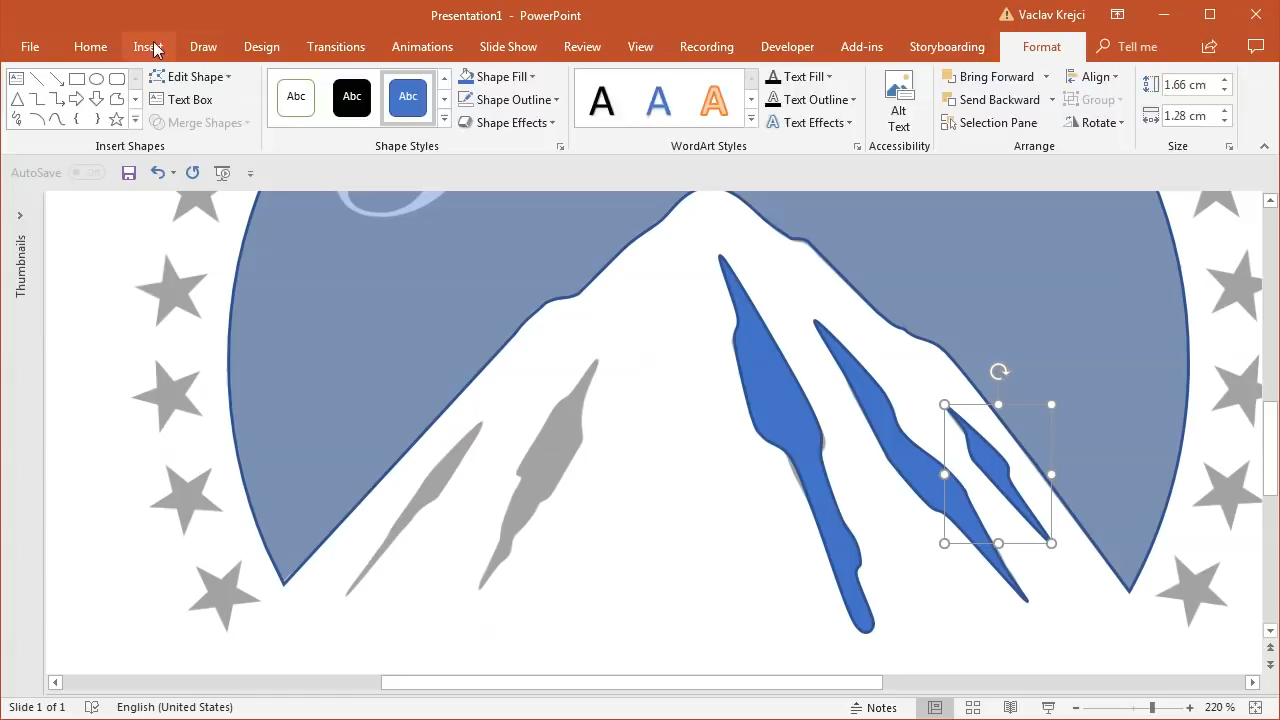 Presentation1 - PowerPoint
Vaclav Krejci
File Home Insert Draw Design Transitions Animations Slide Show Review View Recording Developer Add-ins Storyboarding Format Tell me
Edit Shape
Merge Shapes
Insert Shapes
Abc Abc Abc
Shape Fill
Shape Outline
Shape Effects
Shape Styles
A A A
Text Fill
Text Outline
Text Effects
WordArt Styles
Alt
Text
Accessibility
Bring Forward
Send Backward
Selection Pane
Align
Group
Rotate
Arrange
1.66 cm
1.28 cm
Size
AutoSave Off
Thumbnails
Slide 1 of 1 English (United States) Notes 220 %